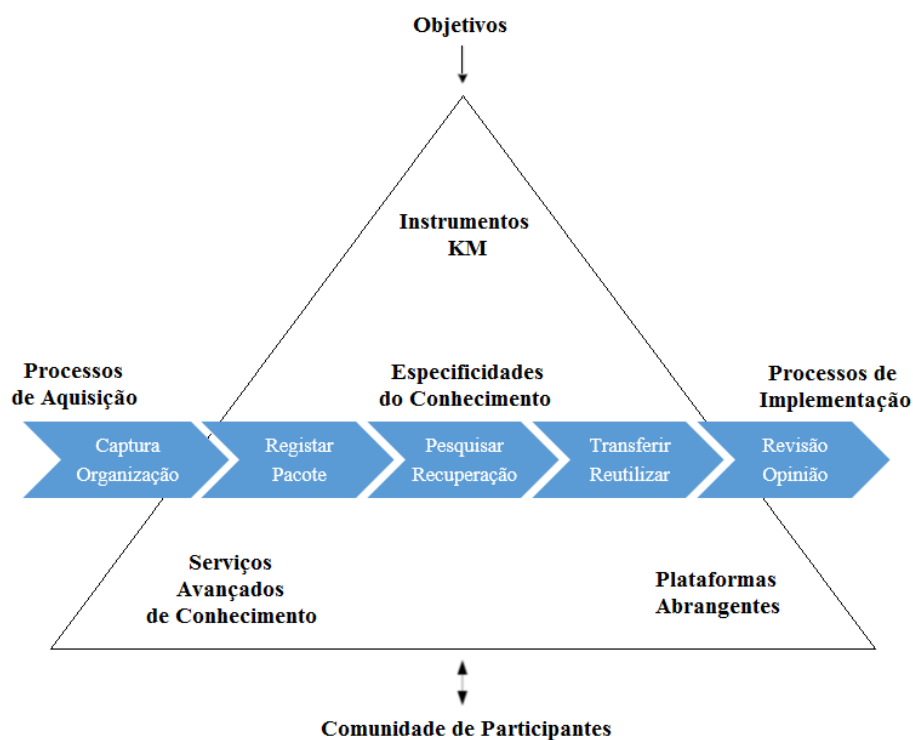 Objetivos
Instrumentos
KM
Processos
de Aquisição
Especificidades
do Conhecimento
Processos de
Implementação
Captura
Organização
Registar
Pacote
Pesquisar
Recuperação
Transferir
Reutilizar
Revisão
Opinião
Serviços
Avançados
de Conhecimento
Plataformas
Abrangentes
Comunidade de Participantes